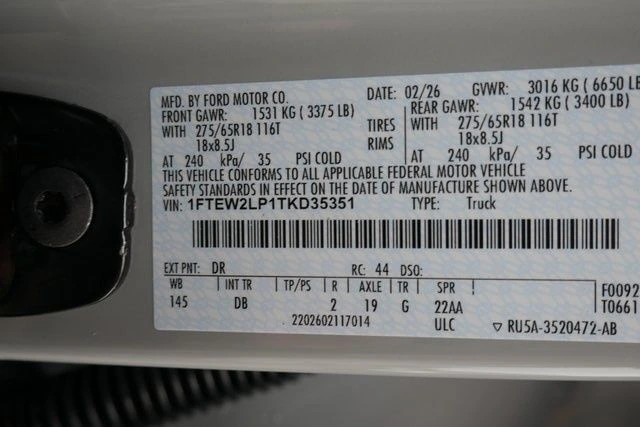 MFD. BY FORD MOTOR CO. DATE: 02/26 GVWR: 3016 KG ( 6650 LB
FRONT GAWR: 1531 KG ( 3375 LB) REAR GAWR: 1542 KG ( 3400 LB)
WITH 275/65R18 116T TIRES WITH 275/65R18 116T
18x8.5J RIMS 18x8.5J
AT 240 kPa/ 35 PSI COLD AT 240 kPa/ 35 PSI COLD
THIS VEHICLE CONFORMS TO ALL APPLICABLE FEDERAL MOTOR VEHICLE
SAFETY STANDARDS IN EFFECT ON THE DATE OF MANUFACTURE SHOWN ABOVE.
VIN: 1FTEW2LP1TKD35351 TYPE: Truck
EXT PNT: DR RC: 44 DSO:
WB INT TR TP/PS R AXLE TR SPR F0092
145 DB 2 19 G 22AA T0661
2202602117014 ULC ▽ RU5A-3520472-AB